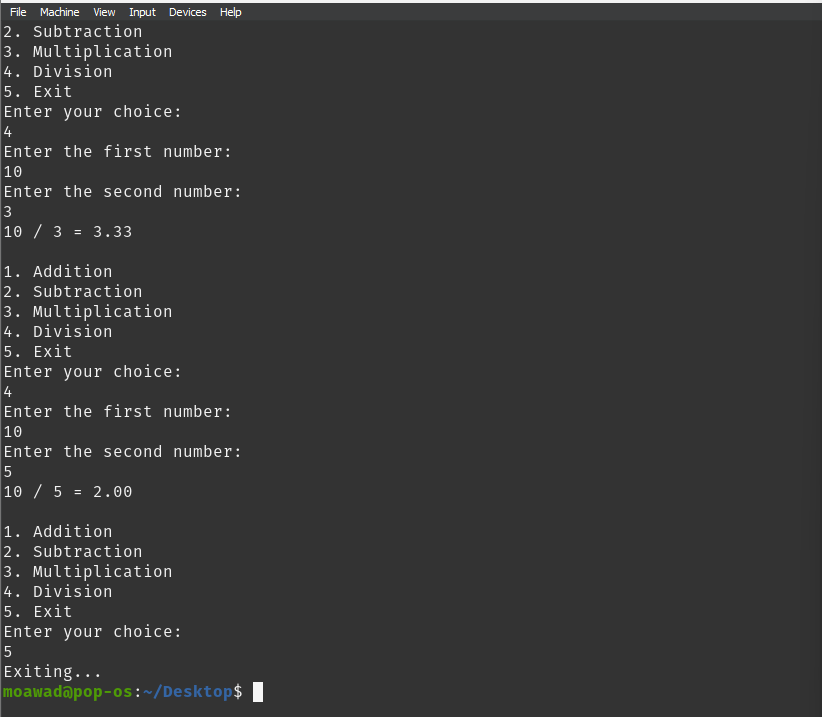 File Machine View Input Devices Help
2. Subtraction
3. Multiplication
4. Division
5. Exit
Enter your choice:
4
Enter the first number:
10
Enter the second number:
3
10 / 3 = 3.33

1. Addition
2. Subtraction
3. Multiplication
4. Division
5. Exit
Enter your choice:
4
Enter the first number:
10
Enter the second number:
5
10 / 5 = 2.00

1. Addition
2. Subtraction
3. Multiplication
4. Division
5. Exit
Enter your choice:
5
Exiting...
moawad@pop-os:~/Desktop$